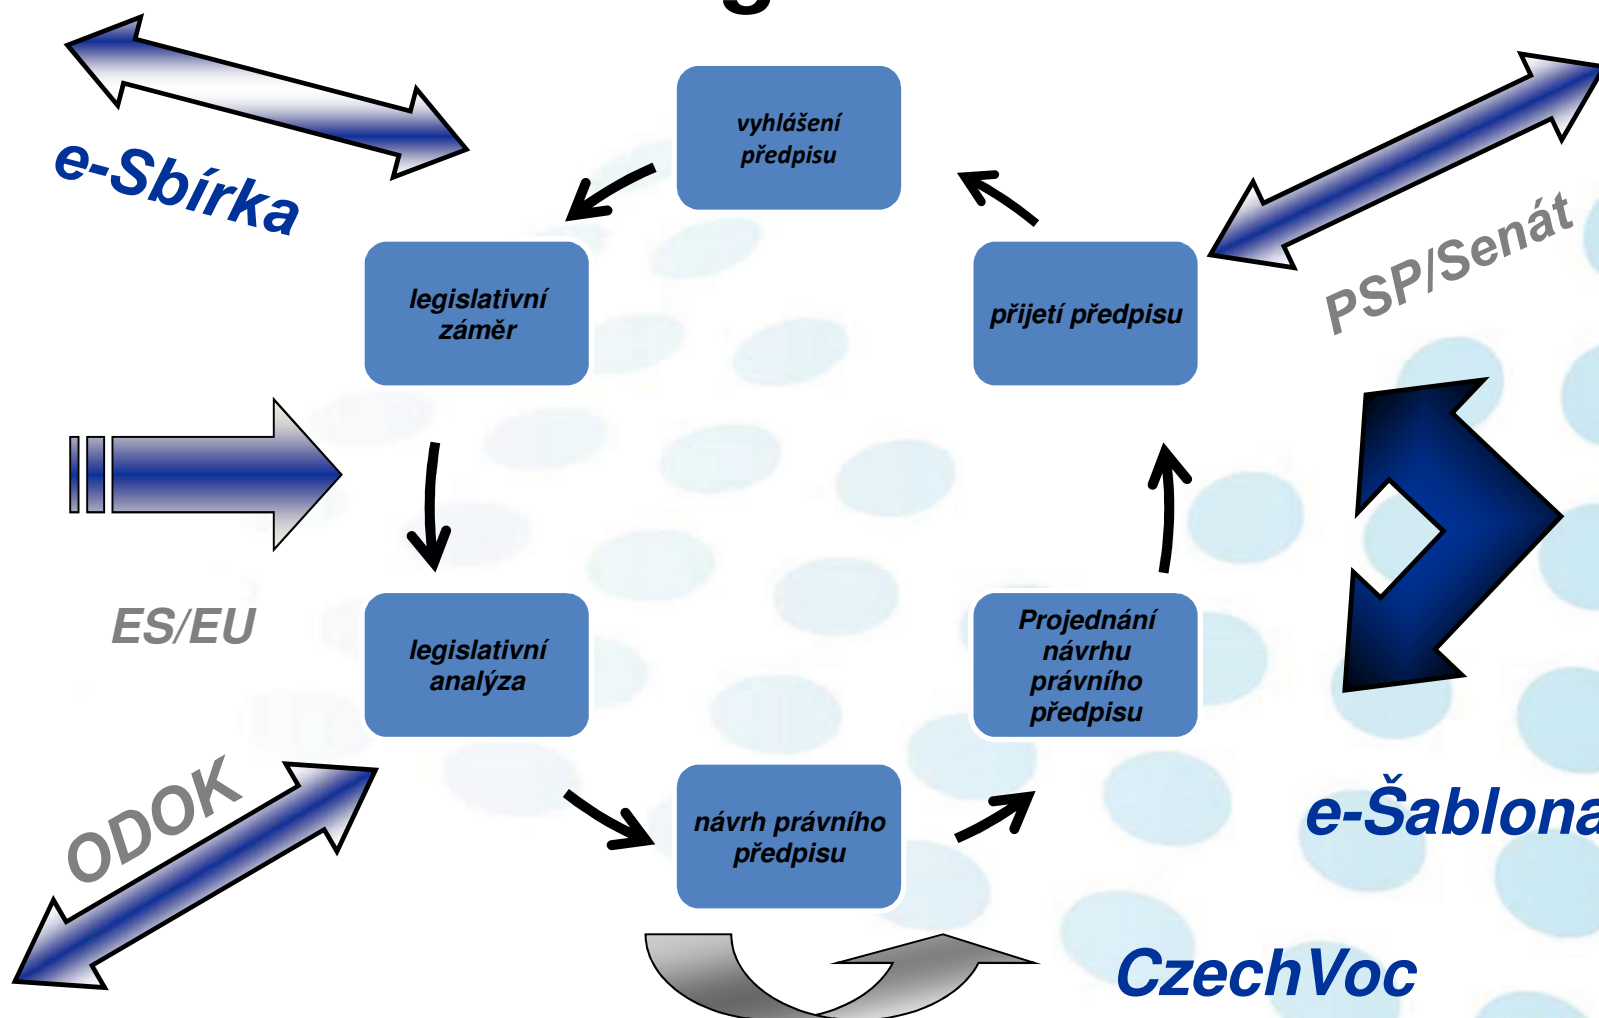 g
vyhlášení
předpisu
e-Sbírka
PSP/Senát
legislativní
záměr
přijetí předpisu
ES/EU
legislativní
analýza
Projednání
návrhu
právního
předpisu
ODOK
návrh právního
předpisu
e-Šablona
CzechVoc